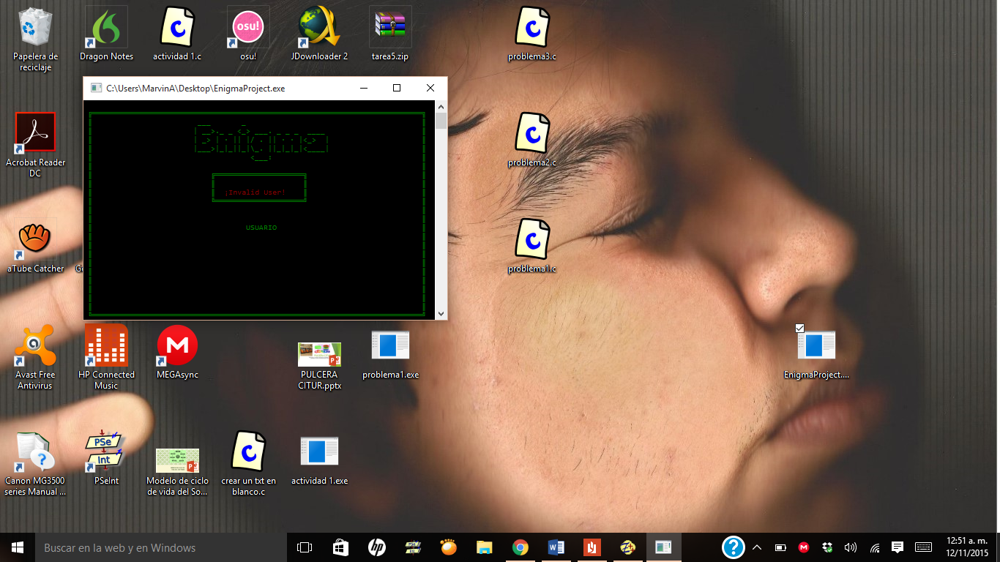 Papelera de
reciclaje
Dragon Notes
actividad 1.c
osu!
osu!
JDownloader 2
tarea5.zip
problema3.c
C:\Users\MarvinA\Desktop\EnigmaProject.exe
Enigma
¡Invalid User!
USUARIO
Acrobat Reader
DC
problema2.c
aTube Catcher
problema1.c
Avast Free
Antivirus
HP Connected
Music
MEGAsync
PULCERA
CITUR.pptx
problema1.exe
EnigmaProject....
Canon MG3500
series Manual ...
PSe
Int
PSeInt
Modelo de ciclo
de vida del So...
crear un txt en
blanco.c
actividad 1.exe
Buscar en la web y en Windows
12:51 a. m.
12/11/2015